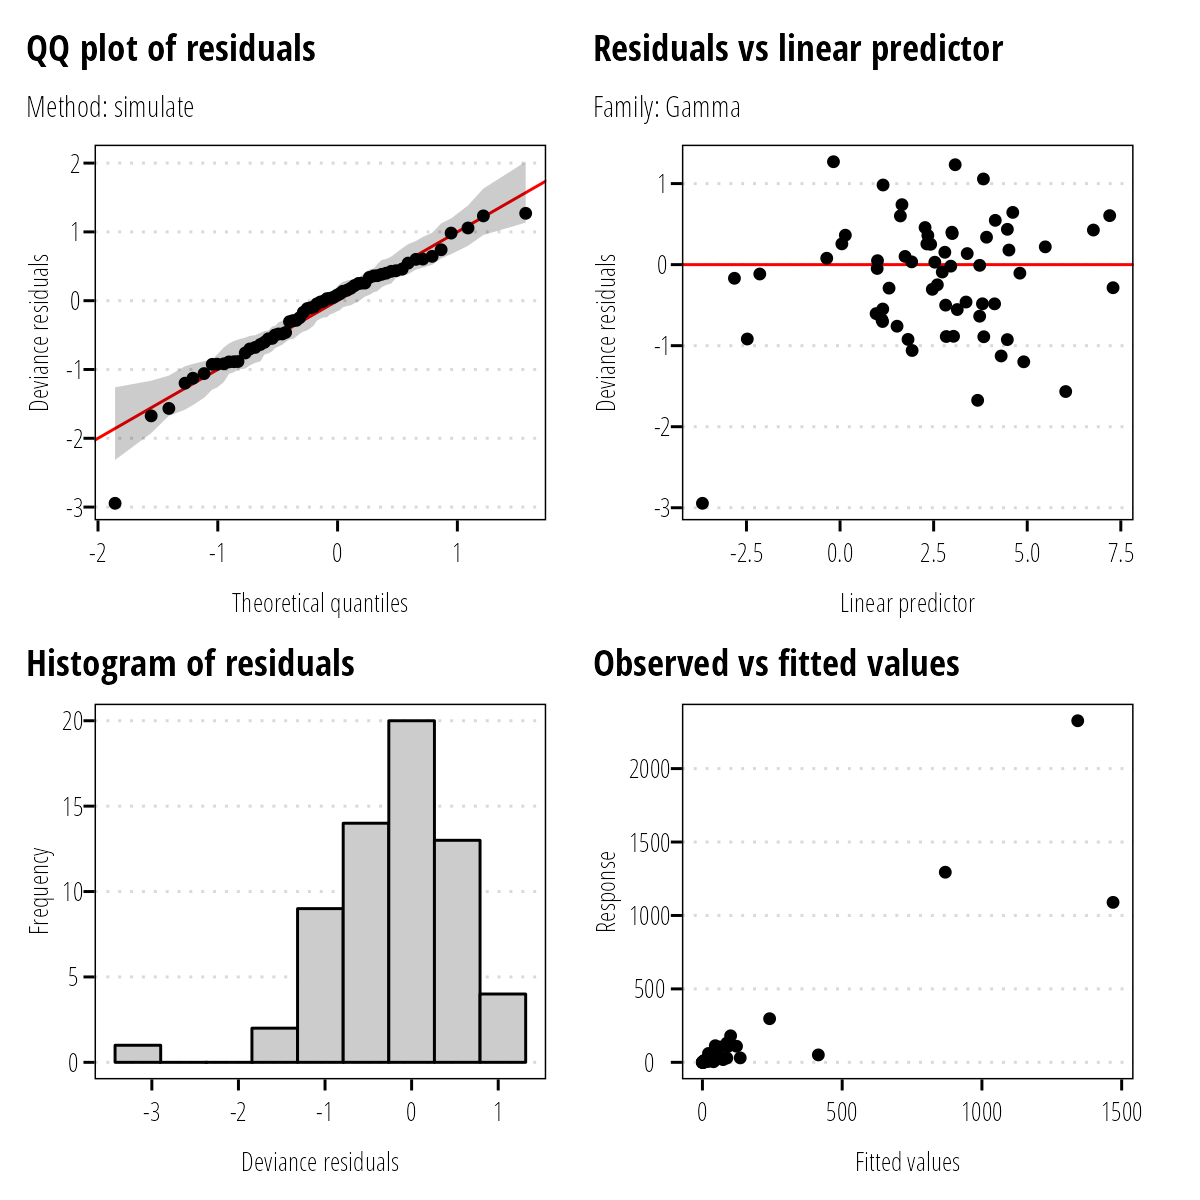 QQ plot of residuals
Method: simulate
Deviance residuals
2
1
0
-1
-2
-3
-2 -1 0 1
Theoretical quantiles
Residuals vs linear predictor
Family: Gamma
Deviance residuals
1
0
-1
-2
-3
-2.5 0.0 2.5 5.0 7.5
Linear predictor
Histogram of residuals
Frequency
20
15
10
5
0
-3 -2 -1 0 1
Deviance residuals
Observed vs fitted values
Response
2000
1500
1000
500
0
0 500 1000 1500
Fitted values